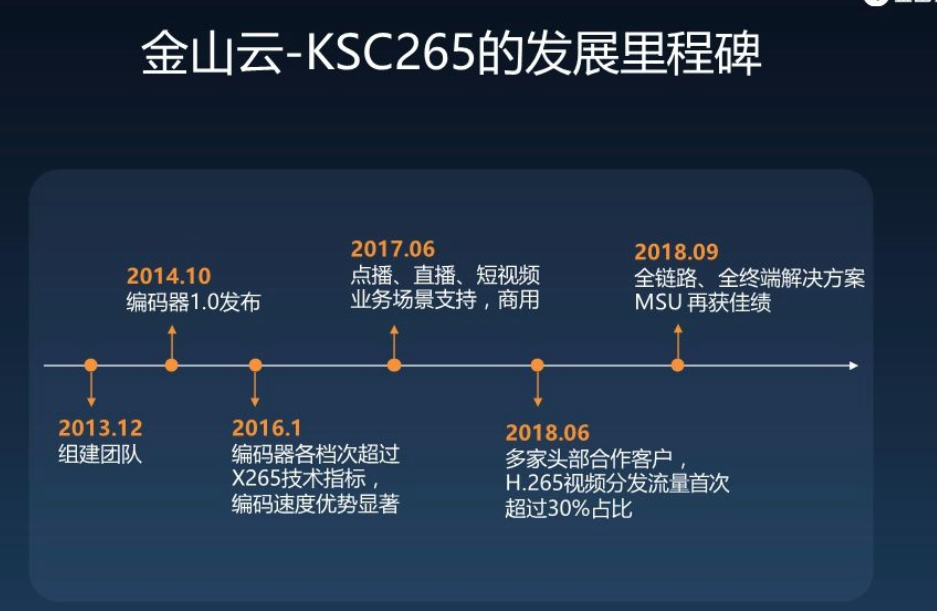 金山云-KSC265的发展里程碑
2014.10
编码器1.0发布
2017.06
点播、直播、短视频
业务场景支持，商用
2018.09
全链路、全终端解决方案
MSU 再获佳绩
2013.12
组建团队
2016.1
编码器各档次超过
X265技术指标，
编码速度优势显著
2018.06
多家头部合作客户，
H.265视频分发流量首次
超过30%占比